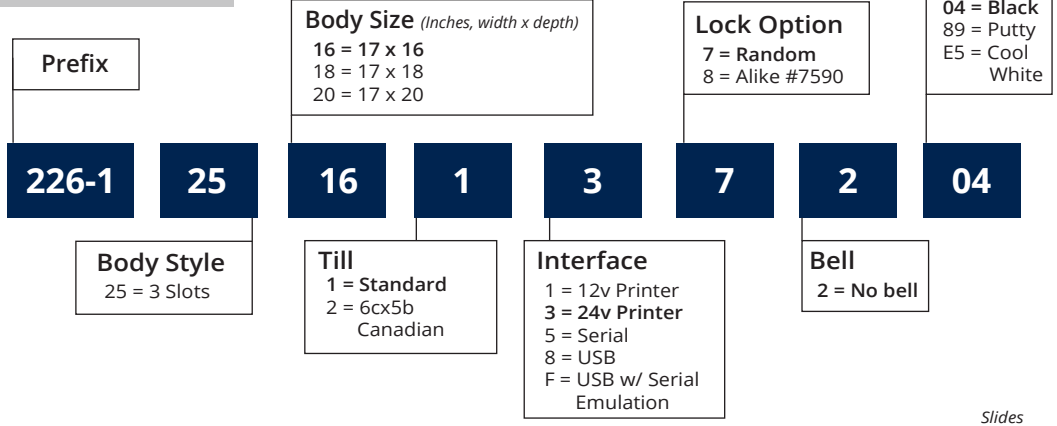 Prefix
Body Size (Inches, width x depth)
16 = 17 x 16
18 = 17 x 18
20 = 17 x 20
Lock Option
7 = Random
8 = Alike #7590
04 = Black
89 = Putty
E5 = Cool
White
226-1 25 16 1 3 7 2 04
Body Style
25 = 3 Slots
Till
1 = Standard
2 = 6cx5b
Canadian
Interface
1 = 12v Printer
3 = 24v Printer
5 = Serial
8 = USB
F = USB w/ Serial
Emulation
Bell
2 = No bell
Slides